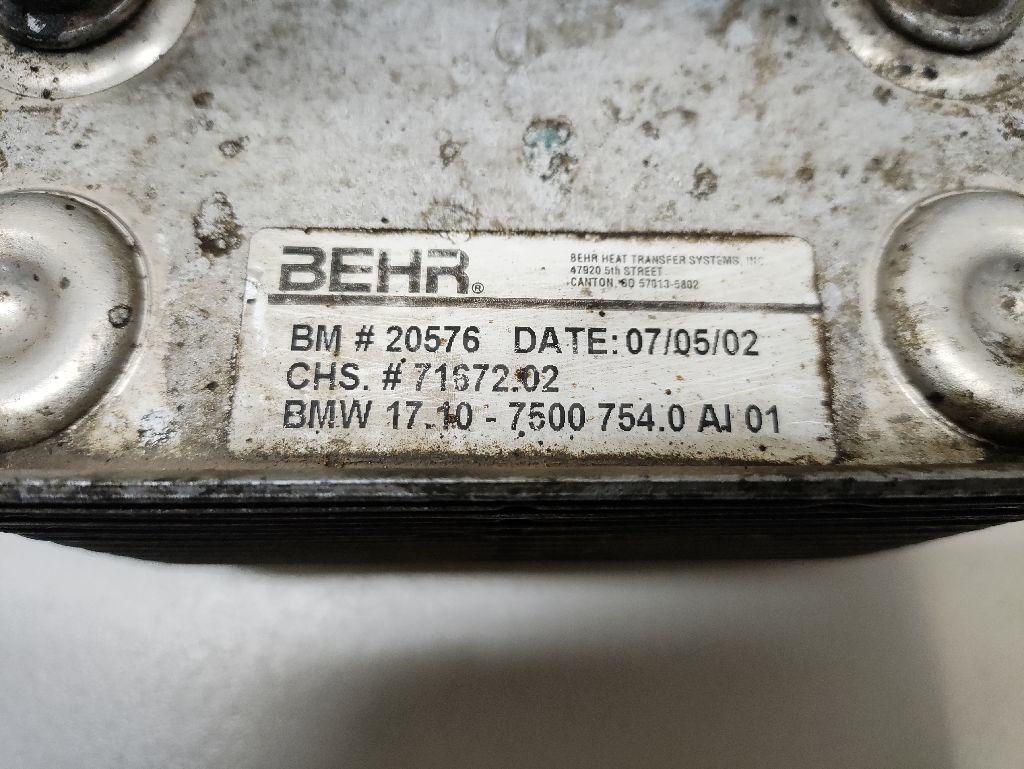 BEHR®
BEHR HEAT TRANSFER SYSTEMS, INC
47920 5th STREET
CANTON, SD 57013-5802
BM # 20576 DATE: 07/05/02
CHS. # 71672.02
BMW 17.10 - 7500 754.0 AI 01